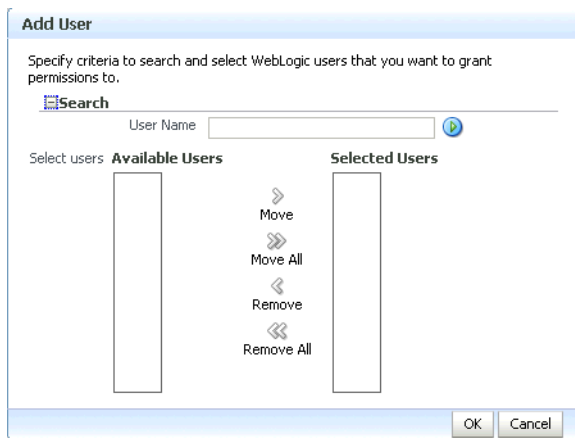 Add User
Specify criteria to search and select WebLogic users that you want to grant
permissions to.
Search
User Name
Select users Available Users Selected Users
Move
Move All
Remove
Remove All
OK Cancel